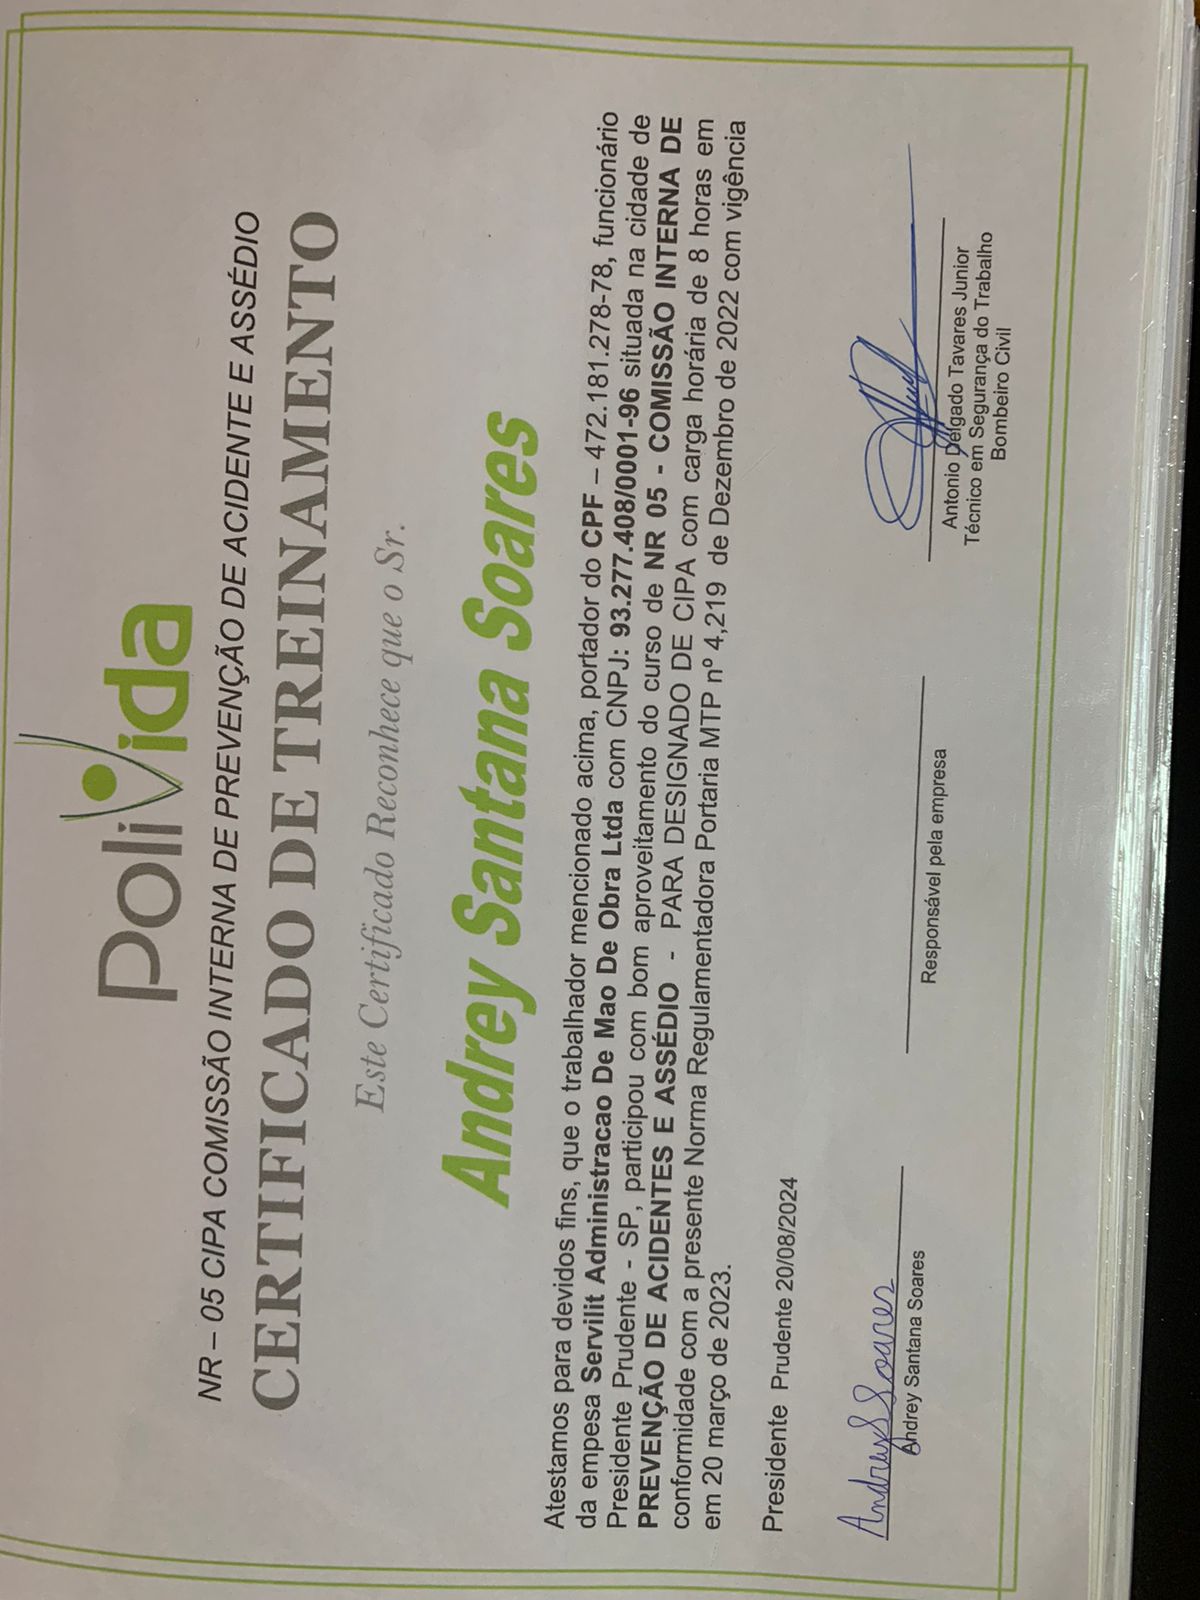 Polivida
NR – 05 CIPA COMISSÃO INTERNA DE PREVENÇÃO DE ACIDENTE E ASSÉDIO
CERTIFICADO DE TREINAMENTO
Este Certificado Reconhece que o Sr.
Andrey Santana Soares
Atestamos para devidos fins, que o trabalhador mencionado acima, portador do CPF – 472.181.278-78, funcionário
da empesa Servilit Administracao De Mao De Obra Ltda com CNPJ: 93.277.408/0001-96 situada na cidade de
Presidente Prudente - SP, participou com bom aproveitamento do curso de NR 05 - COMISSÃO INTERNA DE
PREVENÇÃO DE ACIDENTES E ASSÉDIO - PARA DESIGNADO DE CIPA com carga horária de 8 horas em
conformidade com a presente Norma Regulamentadora Portaria MTP nº 4,219 de Dezembro de 2022 com vigência
em 20 março de 2023.
Presidente Prudente 20/08/2024
Andrey S Soares
Andrey Santana Soares
Responsável pela empresa
Antonio Delgado Tavares Junior
Técnico em Segurança do Trabalho
Bombeiro Civil